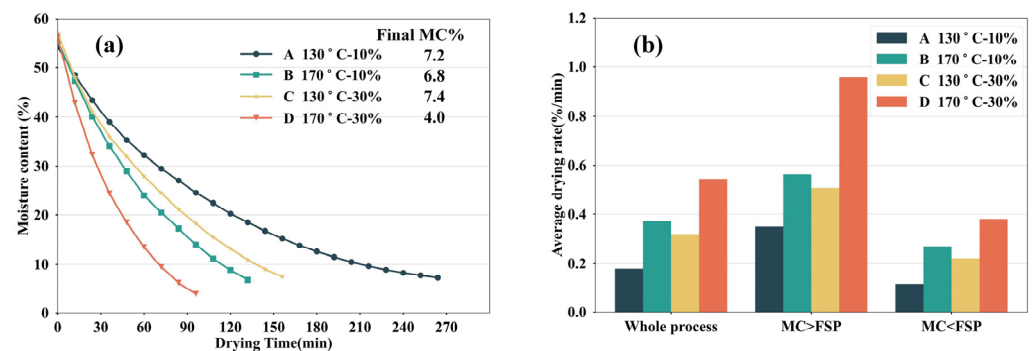 (a)
Final MC%
A 130°C-10% 7.2
B 170°C-10% 6.8
C 130°C-30% 7.4
D 170°C-30% 4.0
Moisture content (%)
60
50
40
30
20
10
0
0 30 60 90 120 150 180 210 240 270
Drying Time(min)
(b)
A 130°C-10%
B 170°C-10%
C 130°C-30%
D 170°C-30%
Average drying rate(%/min)
1.2
1.0
0.8
0.6
0.4
0.2
0.0
Whole process MC>FSP MC<FSP